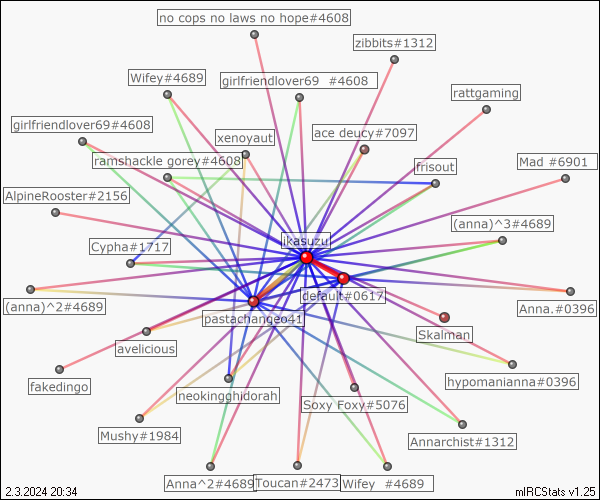 no cops no laws no hope#4608
zibbits#1312
Wifey#4689
girlfriendlover69 #4608
rattgaming
girlfriendlover69#4608
xenoyaut
ace deucy#7097
ramshackle gorey#4608
frisout
Mad #6901
AlpineRooster#2156
(anna)^3#4689
Cypha#1717
ikasuzu
default#0617
(anna)^2#4689
Anna.#0396
pastachange041
Skalman
avelicious
fakedingo
neokingghidorah
hypomanianna#0396
Soxy Foxy#5076
Mushy#1984
Annarchist#1312
Anna^2#4689
Toucan#2473
Wifey #4689
2.3.2024 20:34
mIRCStats v1.25